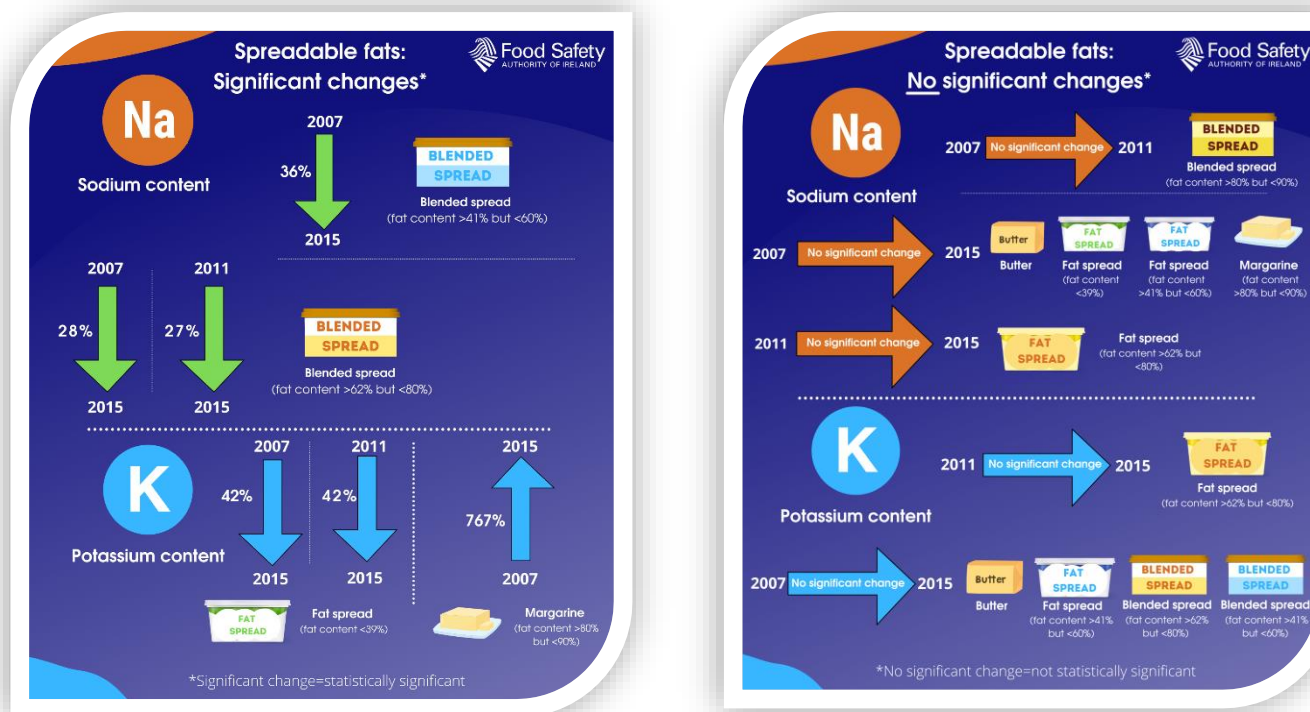 Spreadable fats:
Significant changes*
Food Safety
AUTHORITY OF IRELAND
Na
Sodium content
2007
36%
2015
BLENDED
SPREAD
Blended spread
(fat content >41% but <60%)
2007
28%
2015
2011
27%
2015
BLENDED
SPREAD
Blended spread
(fat content >62% but <80%)
K
Potassium content
2007
42%
2015
2011
42%
2015
FAT
SPREAD
Fat spread
(fat content <39%)
2015
767%
2007
Margarine
(fat content >80%
but <90%)
*Significant change=statistically significant
Spreadable fats:
No significant changes*
Food Safety
AUTHORITY OF IRELAND
Na
Sodium content
2007 No significant change 2011
BLENDED
SPREAD
Blended spread
(fat content >80% but <90%)
2007 No significant change 2015
Butter
Butter
FAT
SPREAD
Fat spread
(fat content
<39%)
FAT
SPREAD
Fat spread
(fat content
>41% but <60%)
Margarine
(fat content
>80% but <90%)
2011 No significant change 2015
FAT
SPREAD
Fat spread
(fat content >62% but
<80%)
K
Potassium content
2011 No significant change 2015
FAT
SPREAD
Fat spread
(fat content >62% but <80%)
2007 No significant change 2015
Butter
Butter
FAT
SPREAD
Fat spread
(fat content >41%
but <60%)
BLENDED
SPREAD
Blended spread
(fat content >62%
but <80%)
BLENDED
SPREAD
Blended spread
(fat content >41%
but <60%)
*No significant change=not statistically significant